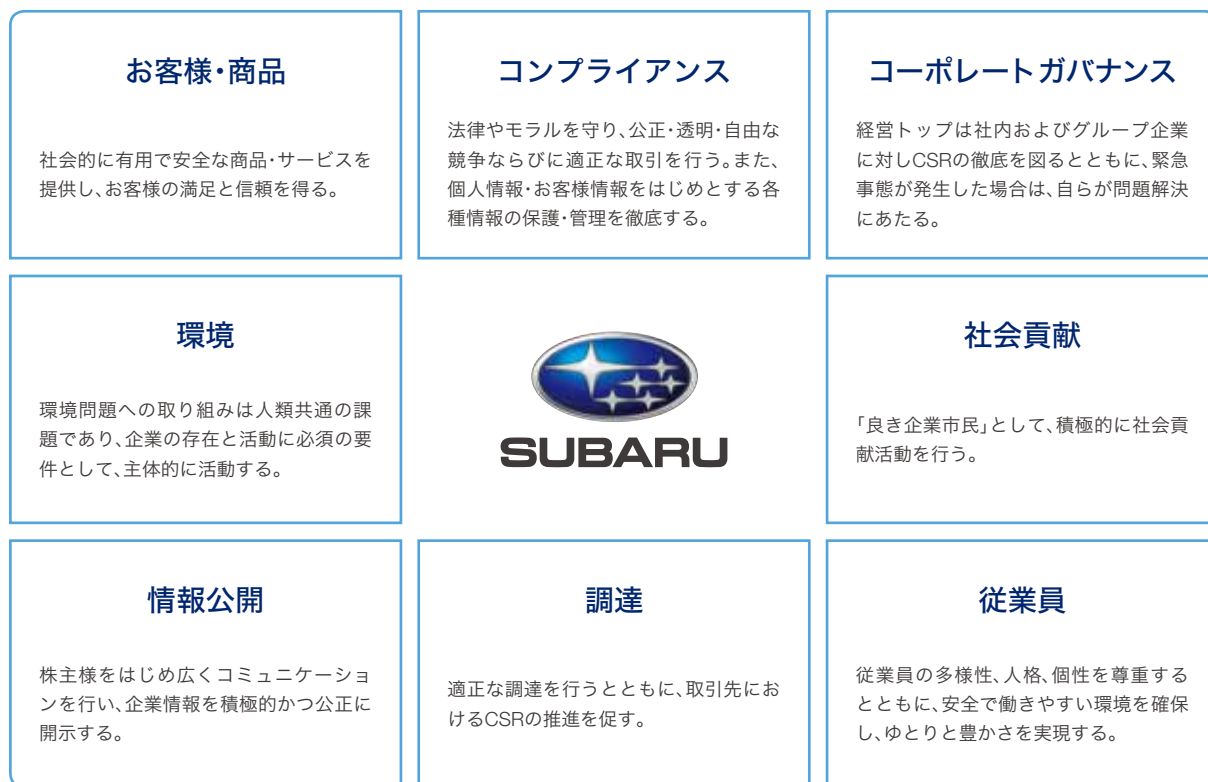 お客様・商品
社会的に有用で安全な商品・サービスを
提供し、お客様の満足と信頼を得る。
コンプライアンス
法律やモラルを守り、公正・透明・自由な
競争ならびに適正な取引を行う。また、
個人情報・お客様情報をはじめとする各
種情報の保護・管理を徹底する。
コーポレートガバナンス
経営トップは社内およびグループ企業
に対しCSRの徹底を図るとともに、緊急
事態が発生した場合は、自らが問題解決
にあたる。
環境
環境問題への取り組みは人類共通の課
題であり、企業の存在と活動に必須の要
件として、主体的に活動する。
SUBARU
社会貢献
「良き企業市民」として、積極的に社会貢
献活動を行う。
情報公開
株主様をはじめ広くコミュニケーショ
ンを行い、企業情報を積極的かつ公正に
開示する。
調達
適正な調達を行うとともに、取引先にお
けるCSRの推進を促す。
従業員
従業員の多様性、人格、個性を尊重する
とともに、安全で働きやすい環境を確保
し、ゆとりと豊かさを実現する。